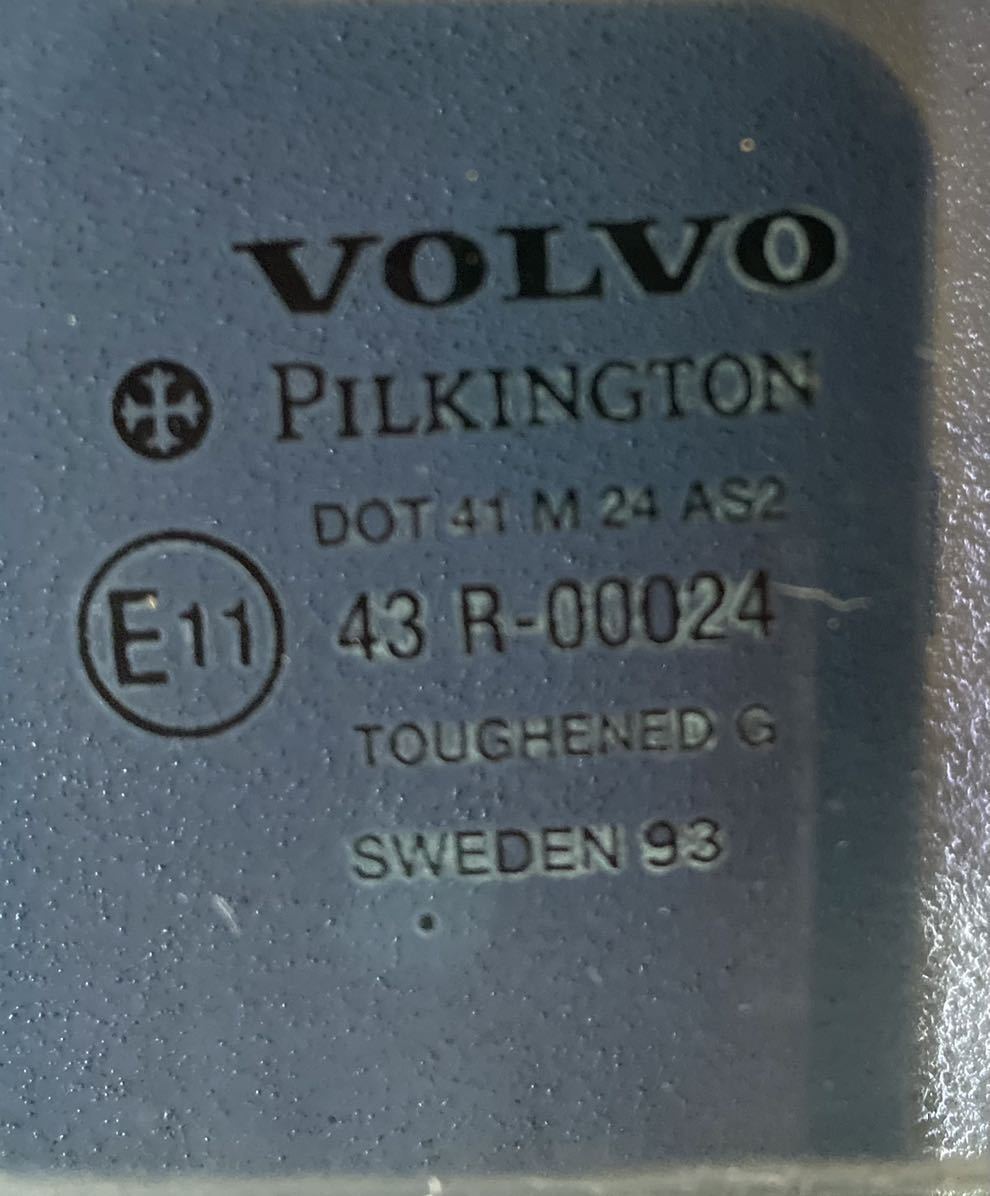 VOLVO
PILKINGTON
DOT 41 M 24 AS2
E11 43 R-00024
TOUGHENED G
SWEDEN 93